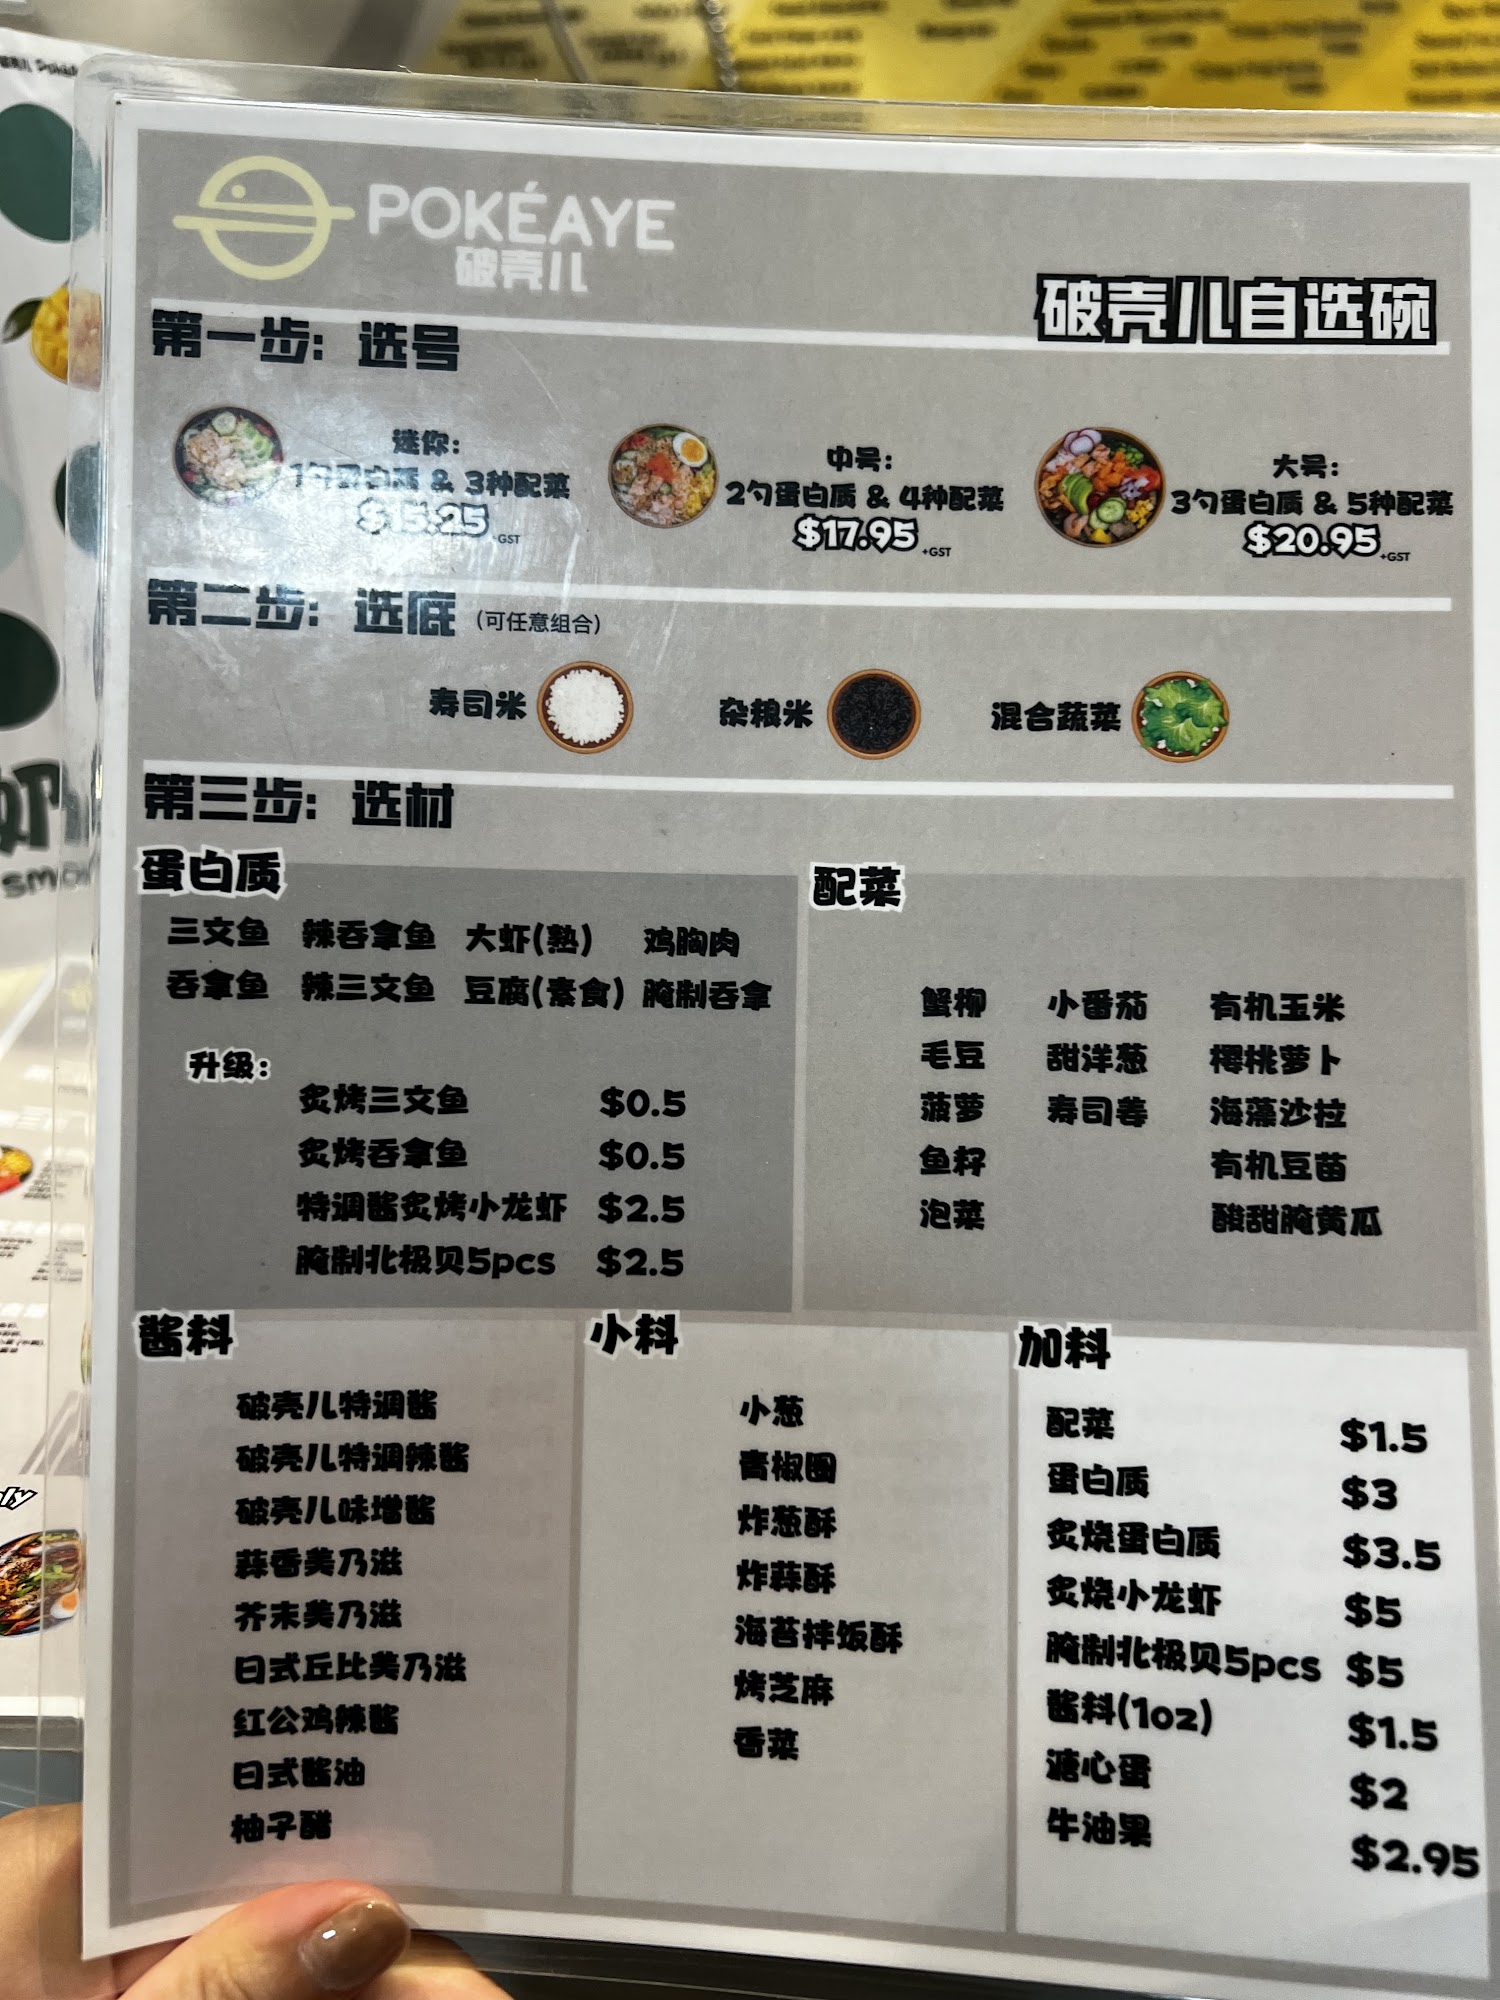 POKÉAYE
破壳儿
破壳儿自选碗
第一步: 选号
迷你:
1勺蛋白质 & 3种配菜
$15.25 +GST
中号:
2勺蛋白质 & 4种配菜
$17.95 +GST
大号:
3勺蛋白质 & 5种配菜
$20.95 +GST
第二步: 选底 (可任意组合)
寿司米 杂粮米 混合蔬菜
第三步: 选材
蛋白质
三文鱼 辣吞拿鱼 大虾(熟) 鸡胸肉
吞拿鱼 辣三文鱼 豆腐(素食) 腌制吞拿
升级:
炙烤三文鱼 $0.5
炙烤吞拿鱼 $0.5
特调酱炙烤小龙虾 $2.5
腌制北极贝5pcs $2.5
配菜
蟹柳 小番茄 有机玉米
毛豆 甜洋葱 樱桃萝卜
菠萝 寿司姜 海藻沙拉
鱼籽 有机豆苗
泡菜 酸甜腌黄瓜
酱料
破壳儿特调酱
破壳儿特调辣酱
破壳儿味增酱
蒜香美乃滋
芥末美乃滋
日式丘比美乃滋
红公鸡辣酱
日式酱油
柚子醋
小料
小葱
青椒圈
炸葱酥
炸蒜酥
海苔拌饭酥
烤芝麻
香菜
加料
配菜 $1.5
蛋白质 $3
炙烧蛋白质 $3.5
炙烧小龙虾 $5
腌制北极贝5pcs $5
酱料(1oz) $1.5
溏心蛋 $2
牛油果 $2.95